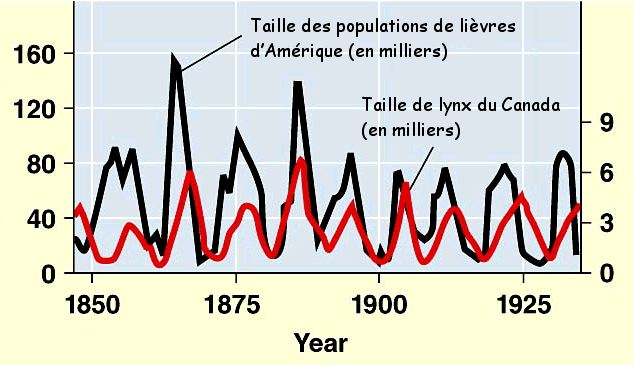 Taille des populations de lièvres
d'Amérique (en milliers)
Taille de lynx du Canada
(en milliers)
160
120
80
40
0
9
6
3
0
1850 1875 1900 1925
Year